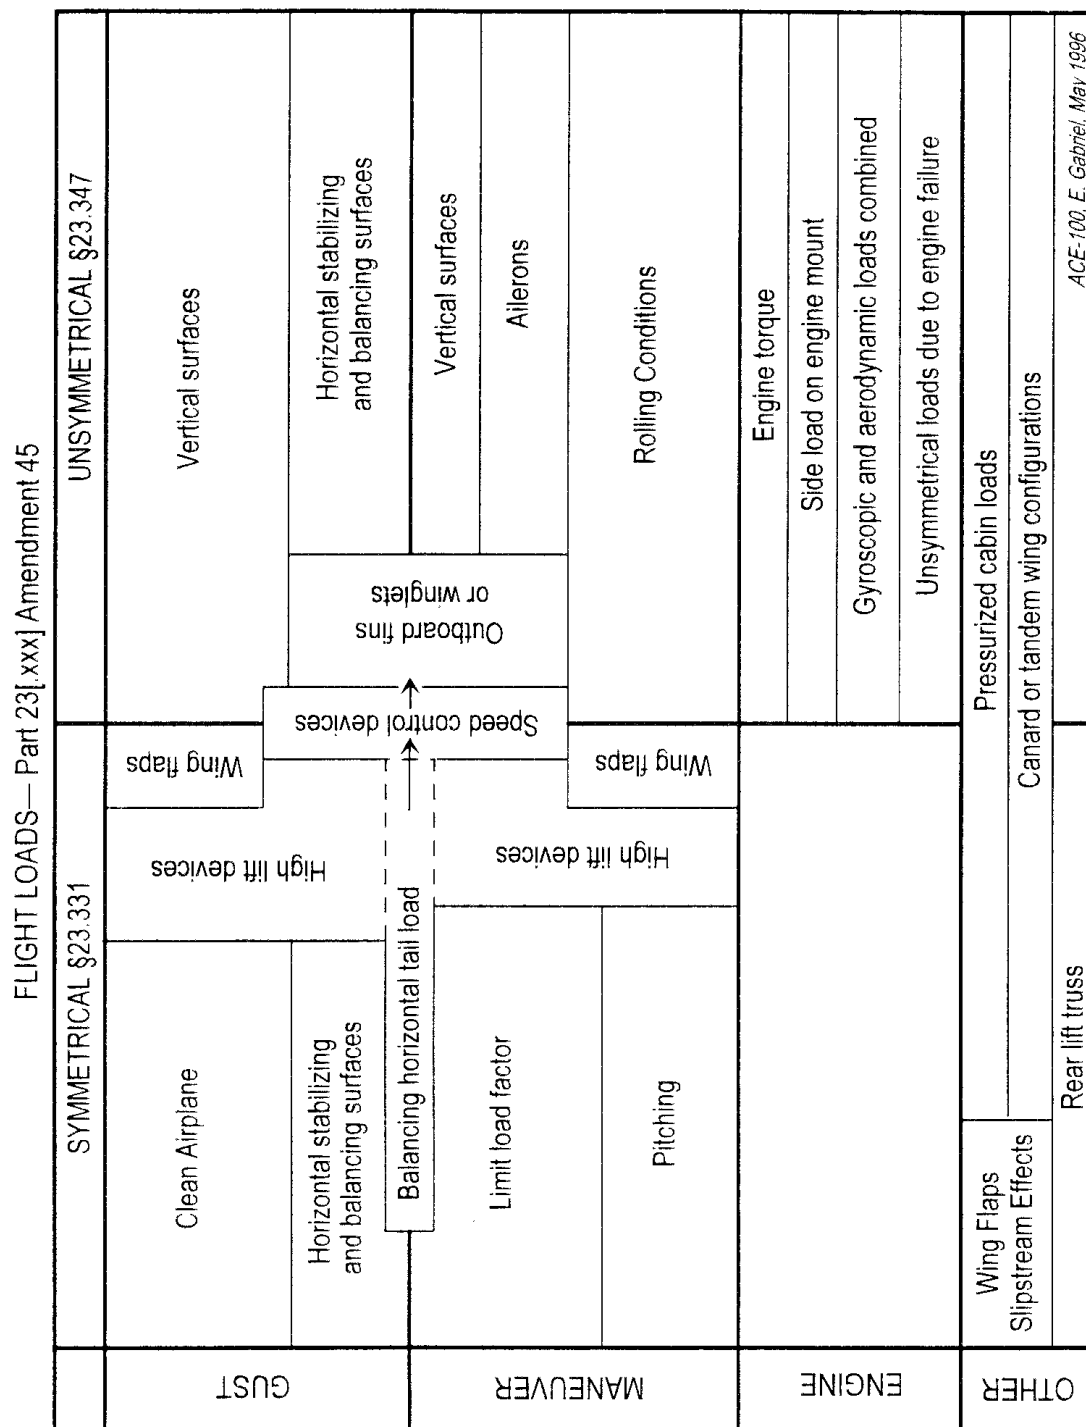 FLIGHT LOADS—Part 23[.xxx] Amendment 45
SYMMETRICAL §23.331
UNSYMMETRICAL §23.347
GUST
Clean Airplane
High lift devices
Wing flaps
Vertical surfaces
Horizontal stabilizing
and balancing surfaces
Horizontal stabilizing
and balancing surfaces
Balancing horizontal tail load
Speed control devices
Outboard fins
or winglets
MANEUVER
Limit load factor
High lift devices
Vertical surfaces
Ailerons
Pitching
Wing flaps
Rolling Conditions
ENGINE
Engine torque
Side load on engine mount
Gyroscopic and aerodynamic loads combined
Unsymmetrical loads due to engine failure
OTHER
Wing Flaps
Slipstream Effects
Pressurized cabin loads
Canard or tandem wing configurations
Rear lift truss
ACE-100, E. Gabriel, May 1996